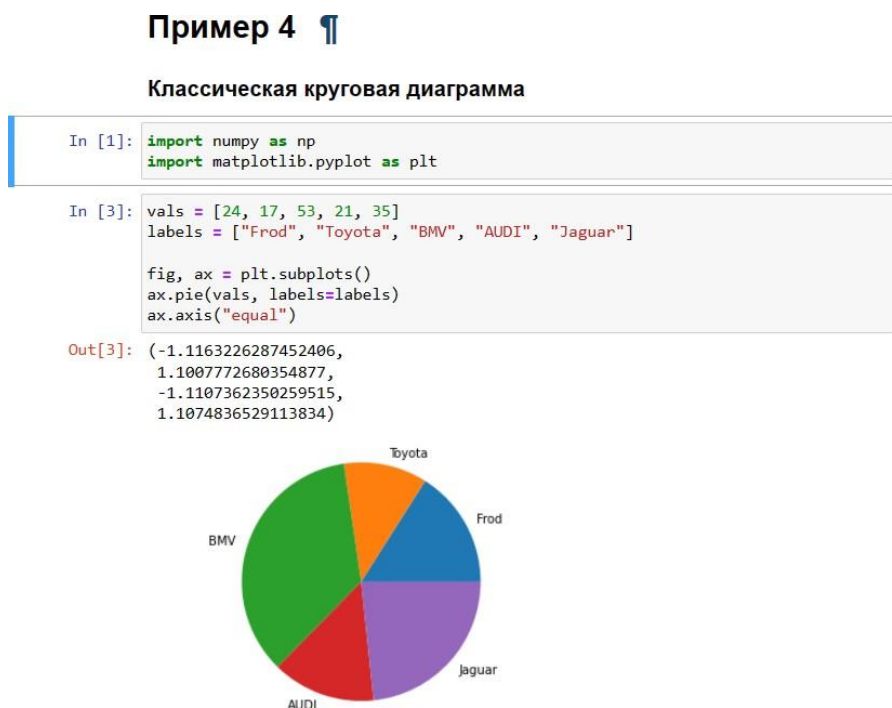 Пример 4 ¶
Классическая круговая диаграмма
In [1]: import numpy as np
import matplotlib.pyplot as plt
In [3]: vals = [24, 17, 53, 21, 35]
labels = ["Frod", "Toyota", "BMV", "AUDI", "Jaguar"]
fig, ax = plt.subplots()
ax.pie(vals, labels=labels)
ax.axis("equal")
Out[3]: (-1.1163226287452406,
1.1007772680354877,
-1.1107362350259515,
1.1074836529113834)
Toyota
Frod
BMV
Jaguar
AUDI